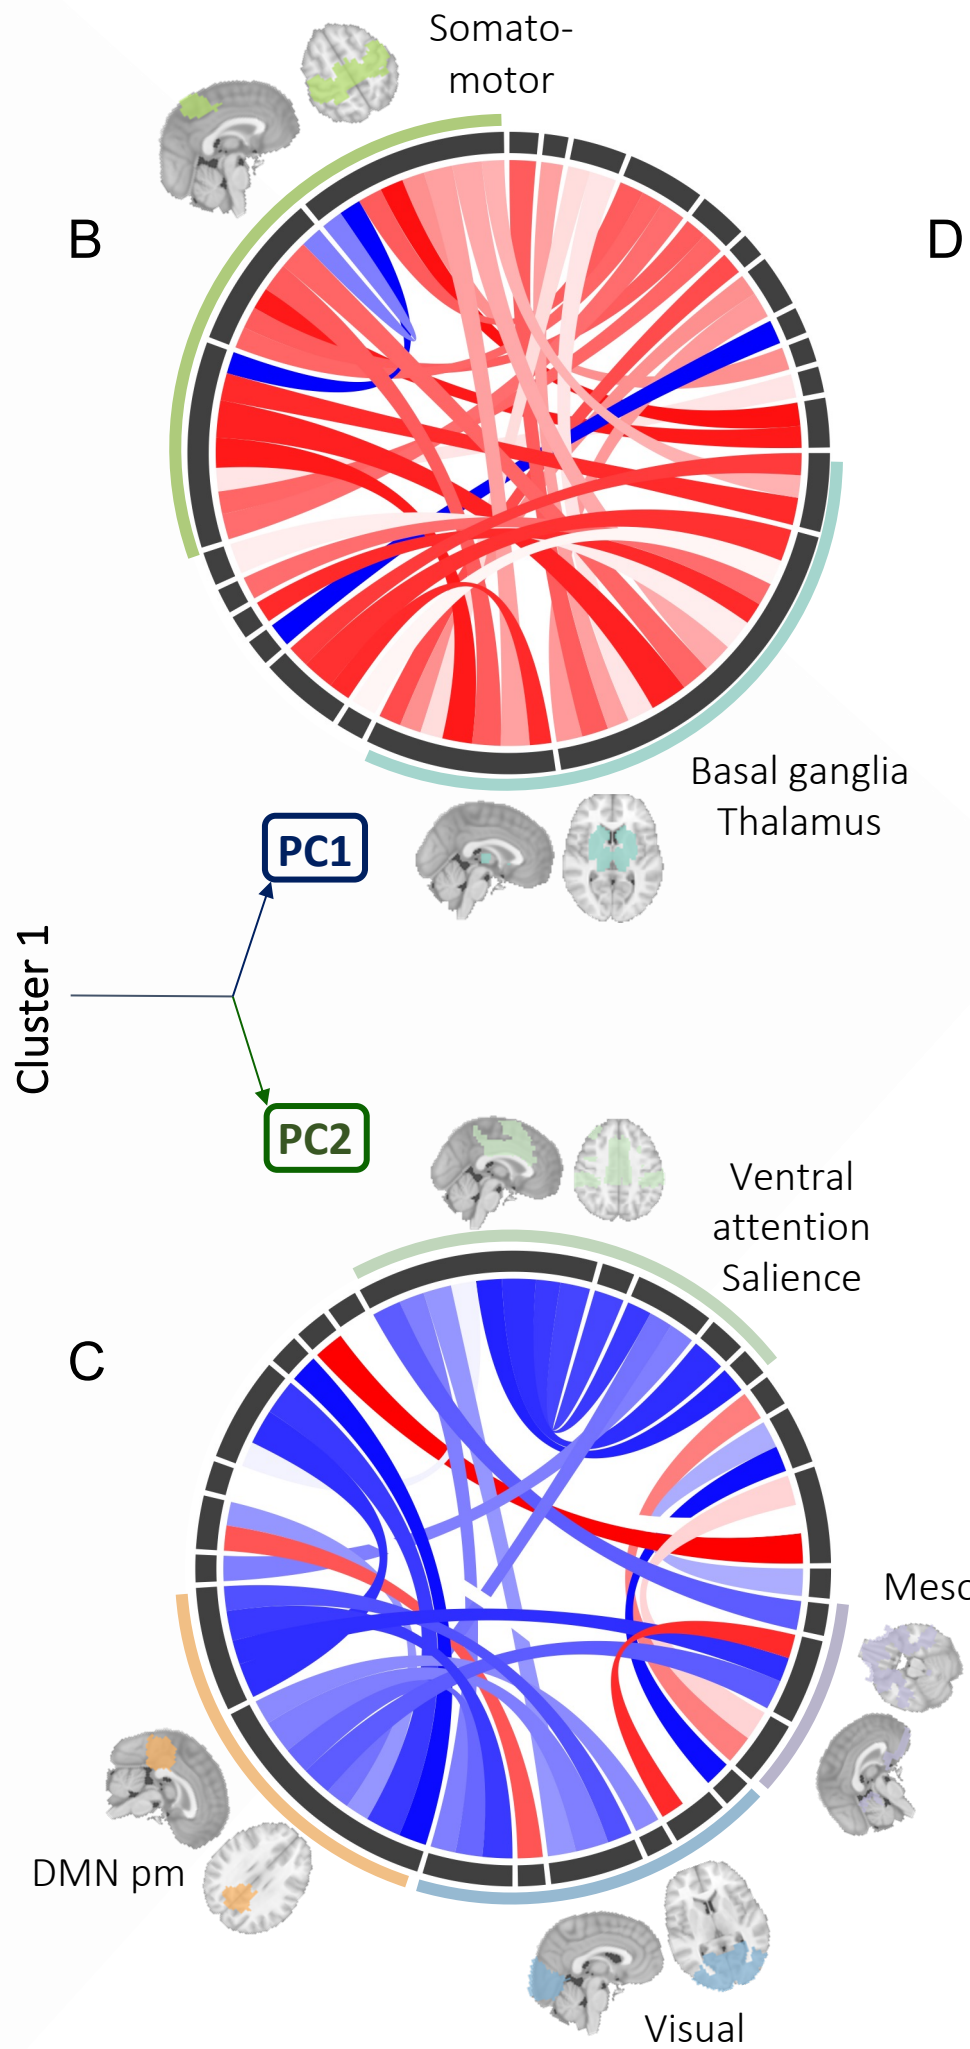 Somato-
motor
B
D
Basal ganglia
Thalamus
PC1
Cluster 1
PC2
Ventral
attention
Salience
C
Meso
DMN pm
Visual